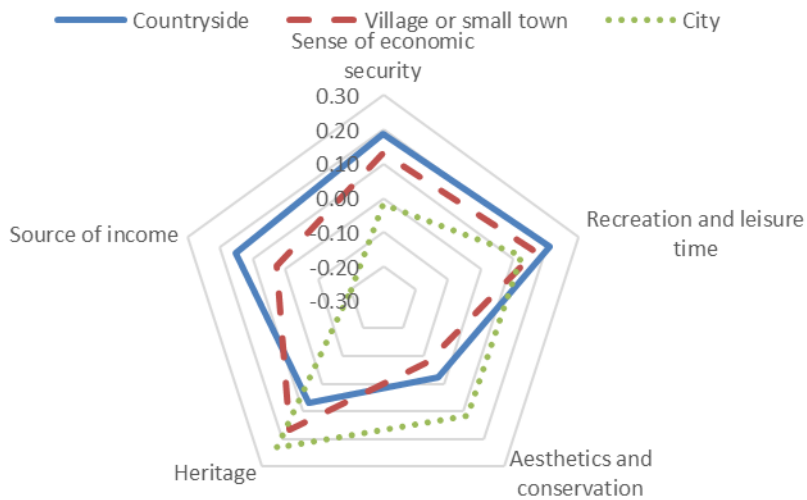 Countryside
Village or small town
City
Sense of economic
security
0.30
0.20
0.10
0.00
-0.10
-0.20
-0.30
Recreation and leisure
time
Source of income
Heritage
Aesthetics and
conservation